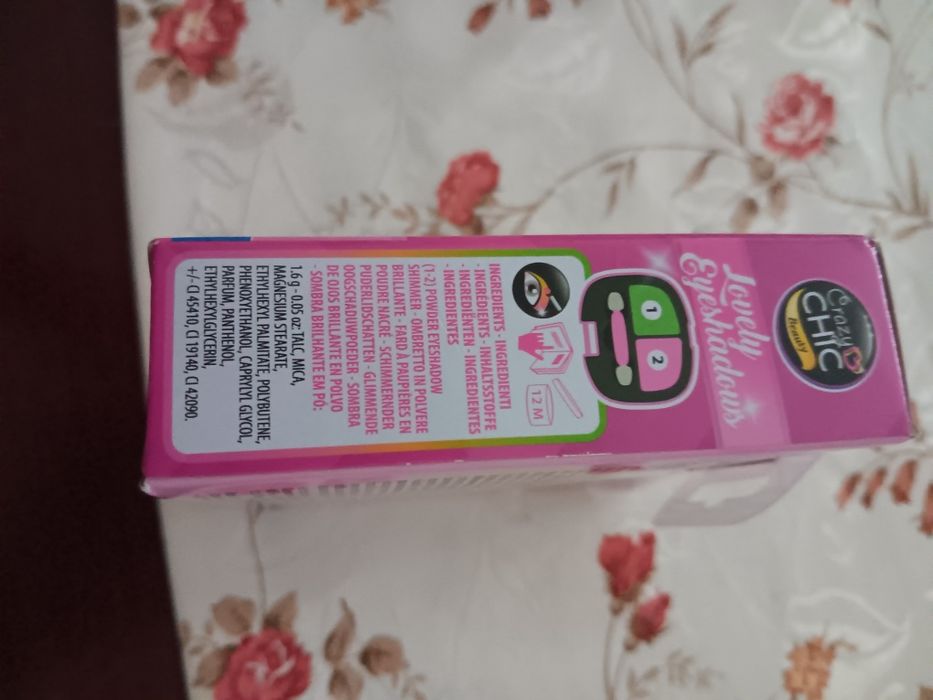 Crazy
CHIC
Beauty
Lovely
Eyeshadows
1
2
12 M
INGREDIENTS - INGREDIENTI
- INGRÉDIENTS - INHALTSSTOFFE
- INGREDIËNTEN - INGREDIENTES
- INGREDIENTES
(1-2) POWDER EYESHADOW
SHIMMER - OMBRETTO IN POLVERE
BRILLANTE - FARD À PAUPIÈRES EN
POUDRE NACRÉ - SCHIMMERNDER
PUDERLIDSCHATTEN - GLIMMENDE
OOGSCHADUWPOEDER - SOMBRA
DE OJOS BRILLANTE EN POLVO
- SOMBRA BRILHANTE EM PÓ:
1.6 g - 0.05 oz: TALC, MICA,
MAGNESIUM STEARATE,
ETHYLHEXYL PALMITATE, POLYBUTENE,
PHENOXYETHANOL, CAPRYLYL GLYCOL,
PARFUM, PANTHENOL,
ETHYLHEXYLGLYCERIN,
+/- CI 45410, CI 19140, CI 42090.